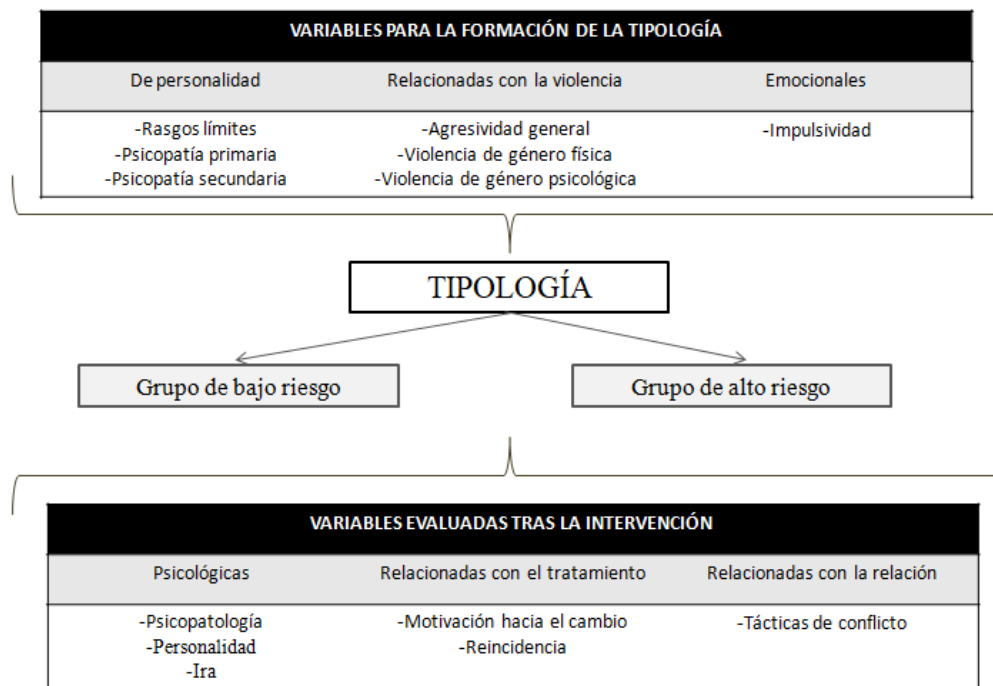 VARIABLES PARA LA FORMACIÓN DE LA TIPOLOGÍA
De personalidad Relacionadas con la violencia Emocionales
-Rasgos límites -Agresividad general -Impulsividad
-Psicopatía primaria -Violencia de género física
-Psicopatía secundaria -Violencia de género psicológica
TIPOLOGÍA
Grupo de bajo riesgo Grupo de alto riesgo
VARIABLES EVALUADAS TRAS LA INTERVENCIÓN
Psicológicas Relacionadas con el tratamiento Relacionadas con la relación
-Psicopatología -Motivación hacia el cambio -Tácticas de conflicto
-Personalidad -Reincidencia
-Ira